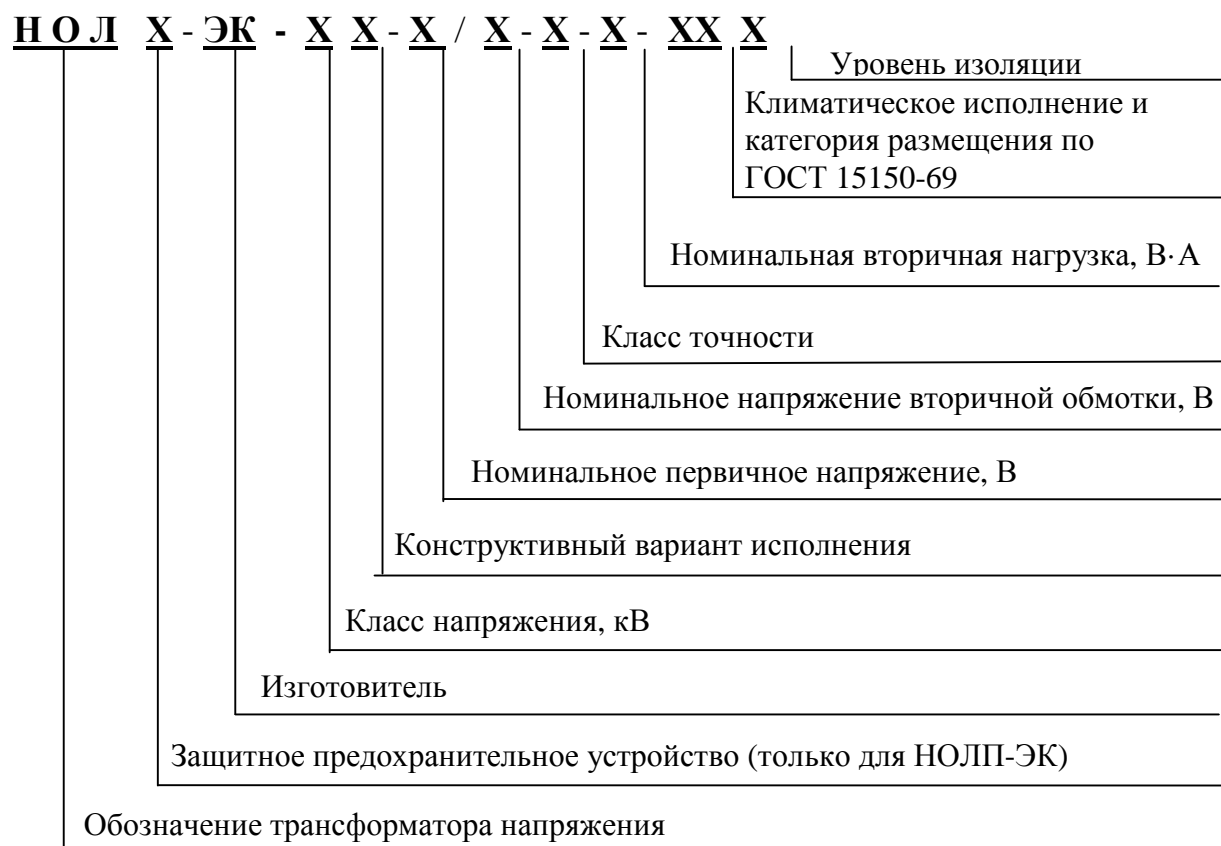 НОЛ Х - ЭК - Х Х - Х / Х - Х - Х - ХХ Х
Уровень изоляции
Климатическое исполнение и
категория размещения по
ГОСТ 15150-69
Номинальная вторичная нагрузка, В·А
Класс точности
Номинальное напряжение вторичной обмотки, В
Номинальное первичное напряжение, В
Конструктивный вариант исполнения
Класс напряжения, кВ
Изготовитель
Защитное предохранительное устройство (только для НОЛП-ЭК)
Обозначение трансформатора напряжения